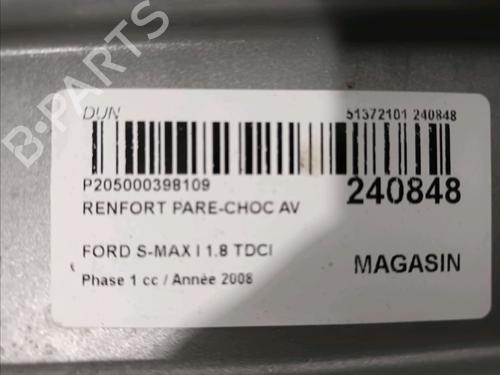 B-PARTS
DUN
51372101 240848
P205000398109
240848
RENFORT PARE-CHOC AV
FORD S-MAX I 1.8 TDCI
MAGASIN
Phase 1 cc / Année 2008